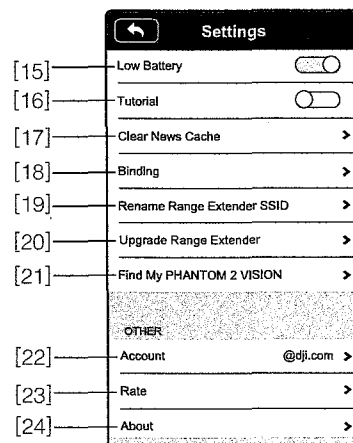 Settings
[15] Low Battery
[16] Tutorial
[17] Clear News Cache
[18] Binding
[19] Rename Range Extender SSID
[20] Upgrade Range Extender
[21] Find My PHANTOM 2 VISION
OTHER
[22] Account @dji.com
[23] Rate
[24] About